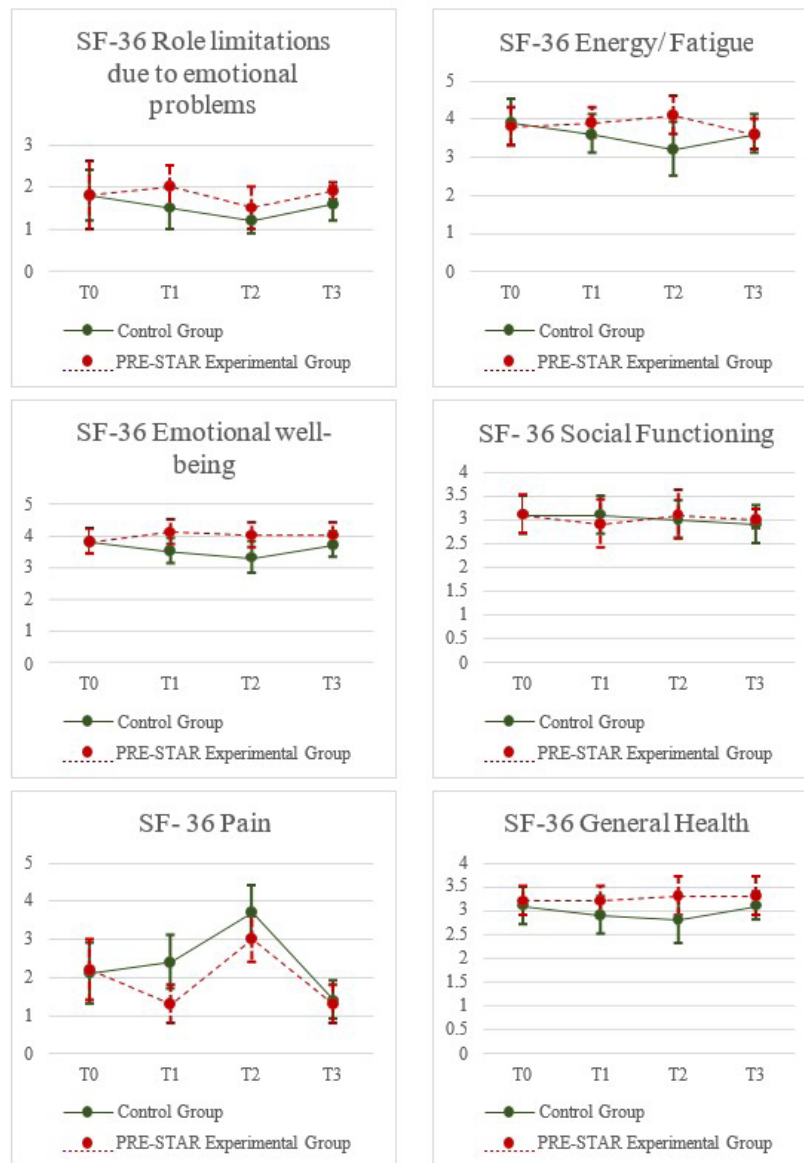 SF-36 Role limitations
due to emotional
problems
3
2
1
0
T0 T1 T2 T3
Control Group
PRE-STAR Experimental Group
SF-36 Energy/ Fatigue
5
4
3
2
1
0
T0 T1 T2 T3
Control Group
PRE-STAR Experimental Group
SF-36 Emotional well-
being
5
4
3
2
1
0
T0 T1 T2 T3
Control Group
PRE-STAR Experimental Group
SF- 36 Social Functioning
4
3.5
3
2.5
2
1.5
1
0.5
0
T0 T1 T2 T3
Control Group
PRE-STAR Experimental Group
SF- 36 Pain
5
4
3
2
1
0
T0 T1 T2 T3
Control Group
PRE-STAR Experimental Group
SF-36 General Health
4
3.5
3
2.5
2
1.5
1
0.5
0
T0 T1 T2 T3
Control Group
PRE-STAR Experimental Group